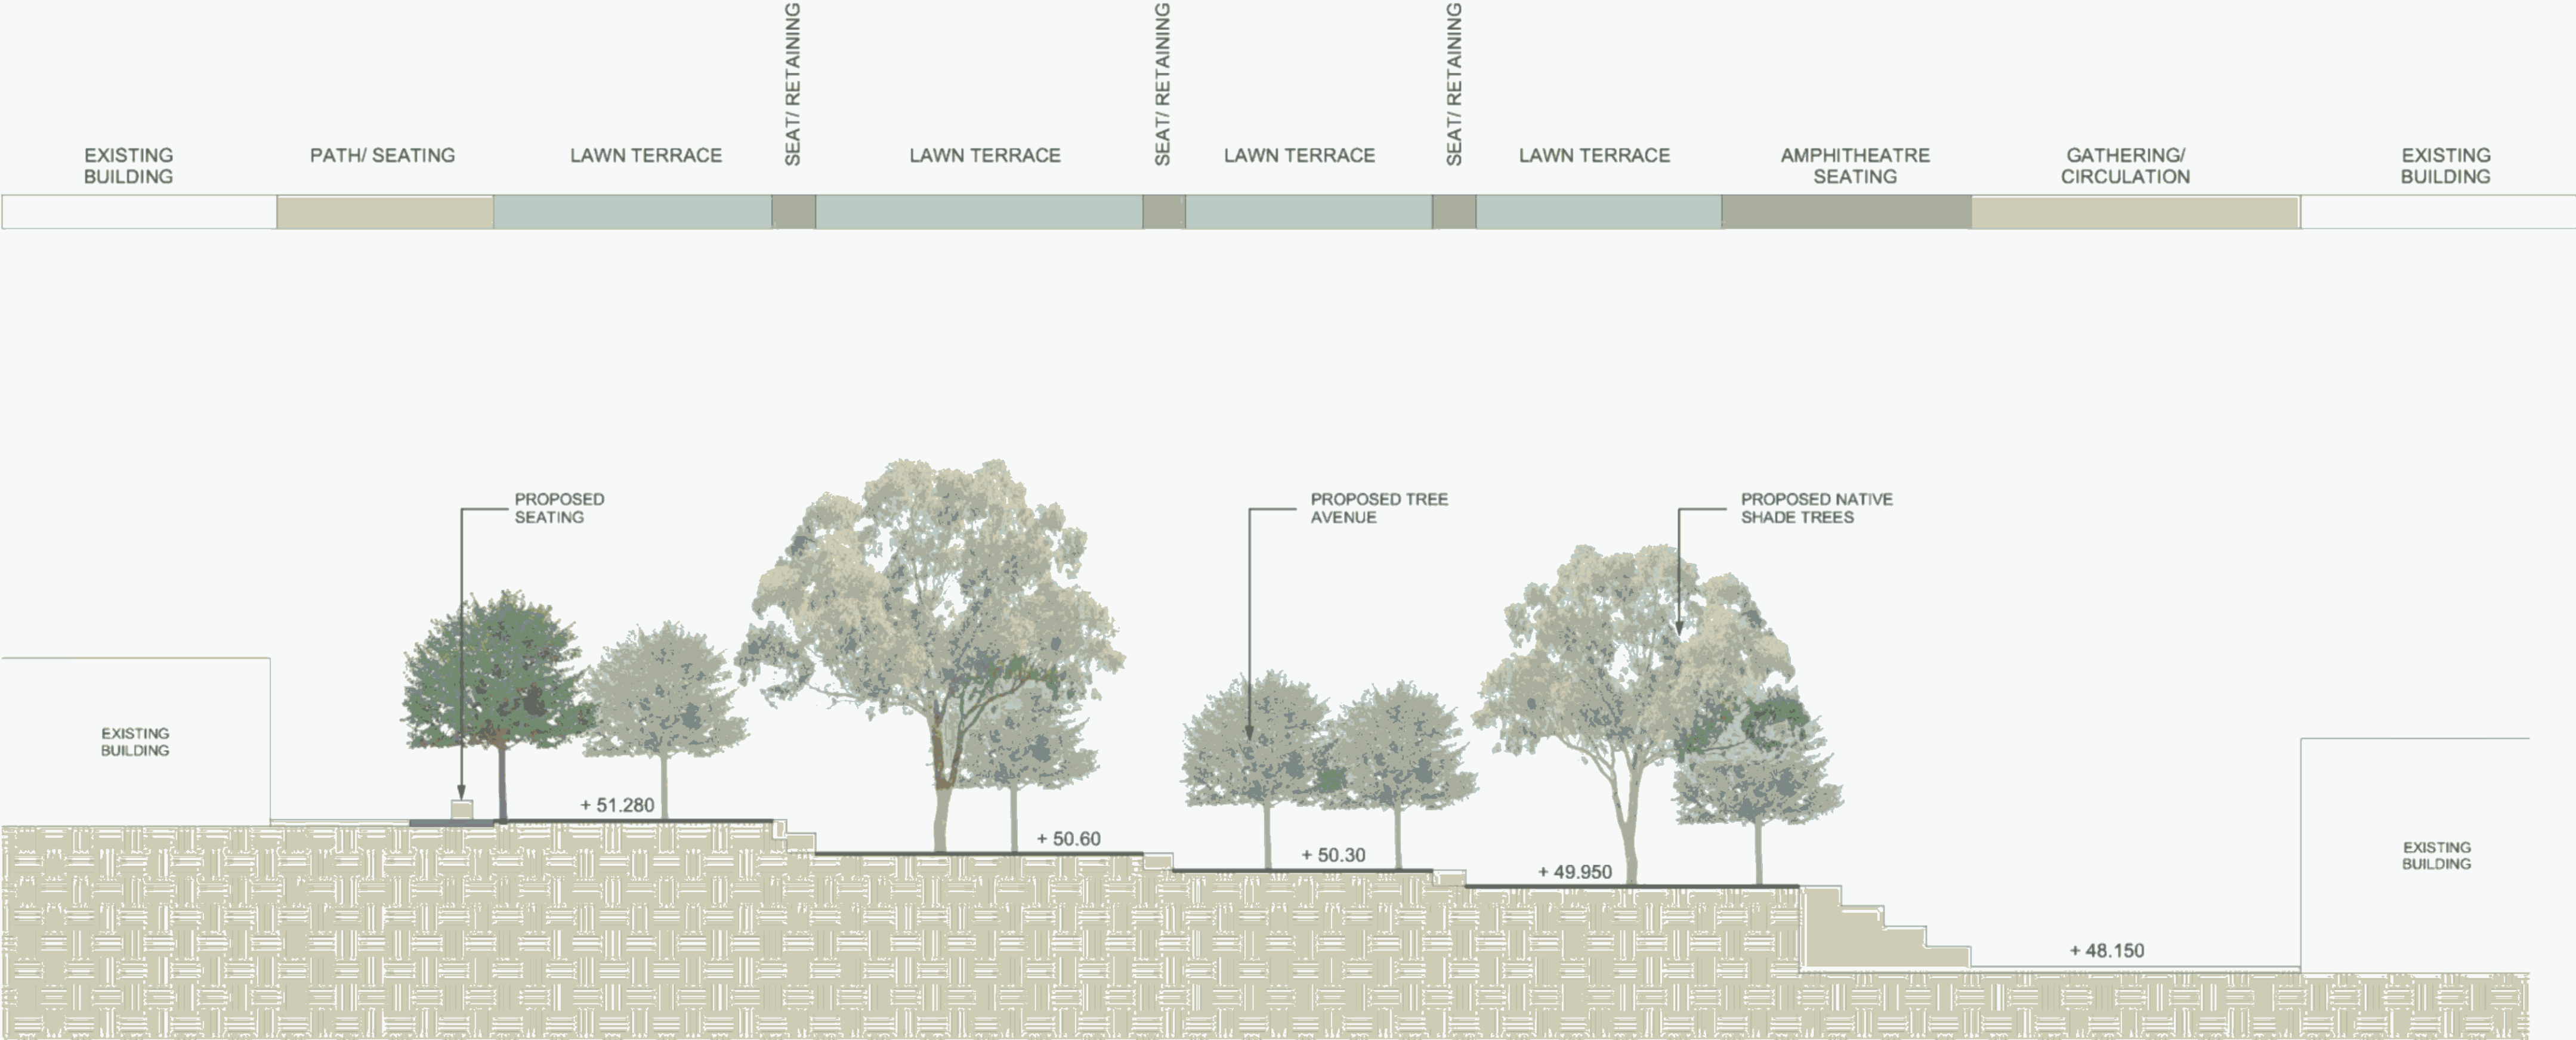 SEAT/ RETAINING
SEAT/ RETAINING
SEAT/ RETAINING
EXISTING
BUILDING
PATH/ SEATING
LAWN TERRACE
LAWN TERRACE
LAWN TERRACE
LAWN TERRACE
AMPHITHEATRE
SEATING
GATHERING/
CIRCULATION
EXISTING
BUILDING
PROPOSED
SEATING
PROPOSED TREE
AVENUE
PROPOSED NATIVE
SHADE TREES
EXISTING
BUILDING
+ 51.280
+ 50.60
+ 50.30
+ 49.950
EXISTING
BUILDING
+ 48.150